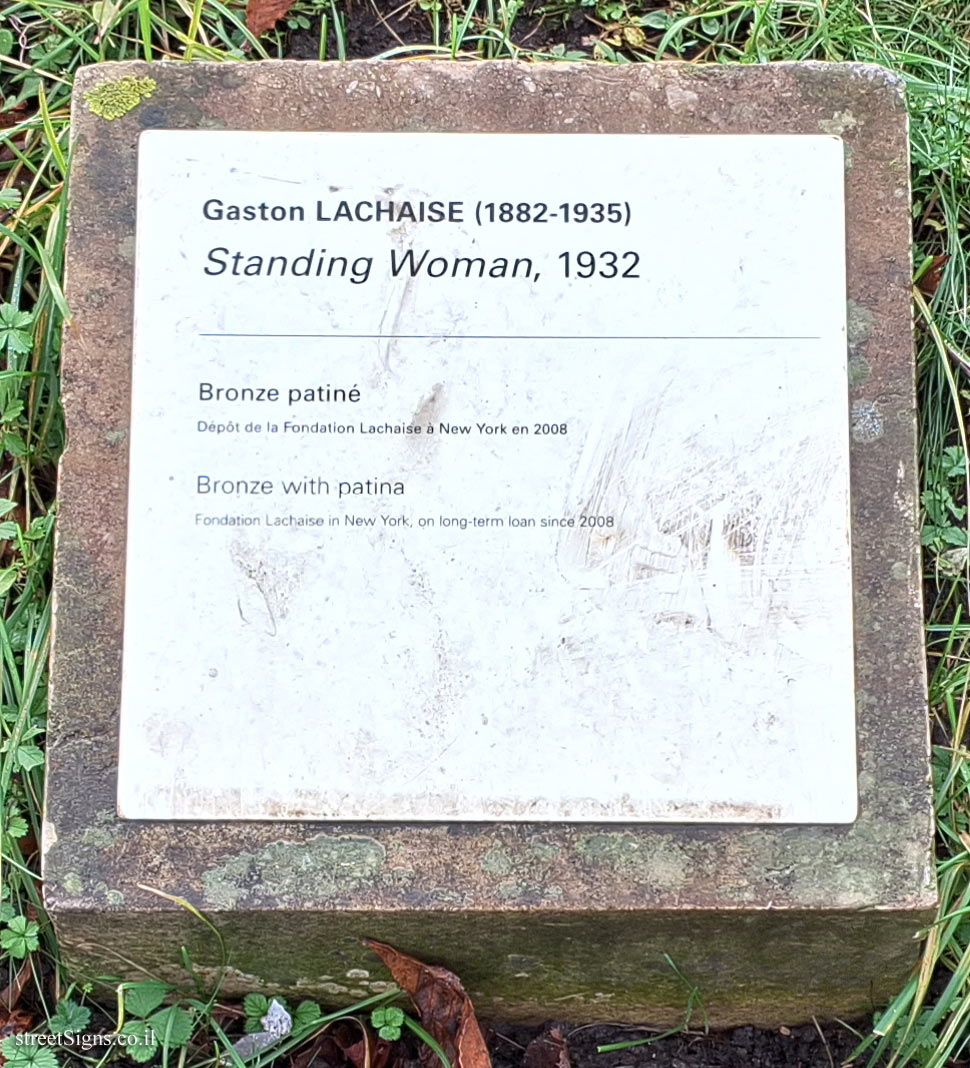 Gaston LACHAISE (1882-1935)
Standing Woman, 1932
Bronze patiné
Dépôt de la Fondation Lachaise à New York en 2008
Bronze with patina
Fondation Lachaise in New York, on long-term loan since 2008
streetSigns.co.il